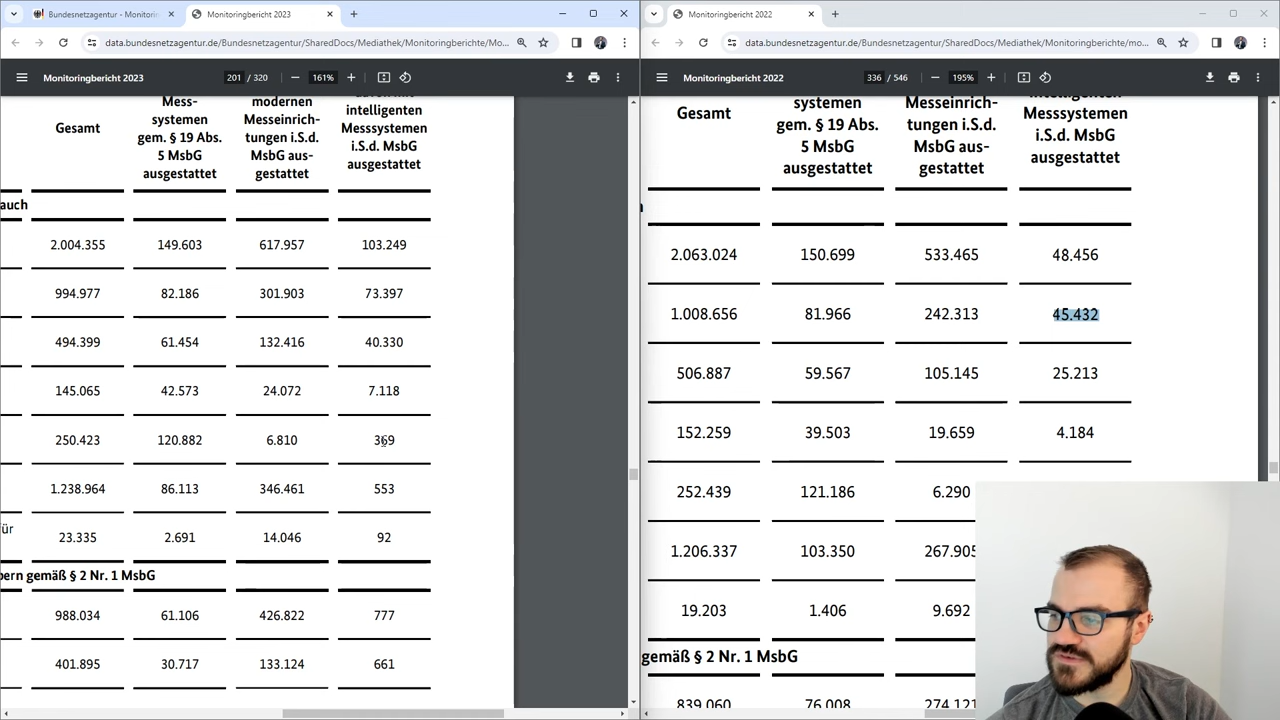 Bundesnetzagentur - Monitorin
Monitoringbericht 2023
data.bundesnetzagentur.de/Bundesnetzagentur/SharedDocs/Mediathek/Monitoringberichte/Mo...
Monitoringbericht 2023
201 / 320
161%
Gesamt
Mess-
systemen
gem. § 19 Abs.
5 MsbG
ausgestattet
modernen
Messeinrich-
tungen i.S.d.
MsbG aus-
gestattet
intelligenten
Messsystemen
i.S.d. MsbG
ausgestattet
auch
2.004.355 149.603 617.957 103.249
994.977 82.186 301.903 73.397
494.399 61.454 132.416 40.330
145.065 42.573 24.072 7.118
250.423 120.882 6.810 369
1.238.964 86.113 346.461 553
für
23.335 2.691 14.046 92
bern gemäß § 2 Nr. 1 MsbG
988.034 61.106 426.822 777
401.895 30.717 133.124 661
Monitoringbericht 2022
data.bundesnetzagentur.de/Bundesnetzagentur/SharedDocs/Mediathek/Monitoringberichte/mo...
Monitoringbericht 2022
336 / 546
195%
Gesamt
systemen
gem. § 19 Abs.
5 MsbG
ausgestattet
Messeinrich-
tungen i.S.d.
MsbG aus-
gestattet
Messsystemen
i.S.d. MsbG
ausgestattet
2.063.024 150.699 533.465 48.456
1.008.656 81.966 242.313 45.432
506.887 59.567 105.145 25.213
152.259 39.503 19.659 4.184
252.439 121.186 6.290
1.206.337 103.350 267.905
19.203 1.406 9.692
gemäß § 2 Nr. 1 MsbG
839.060 76.008 274.121